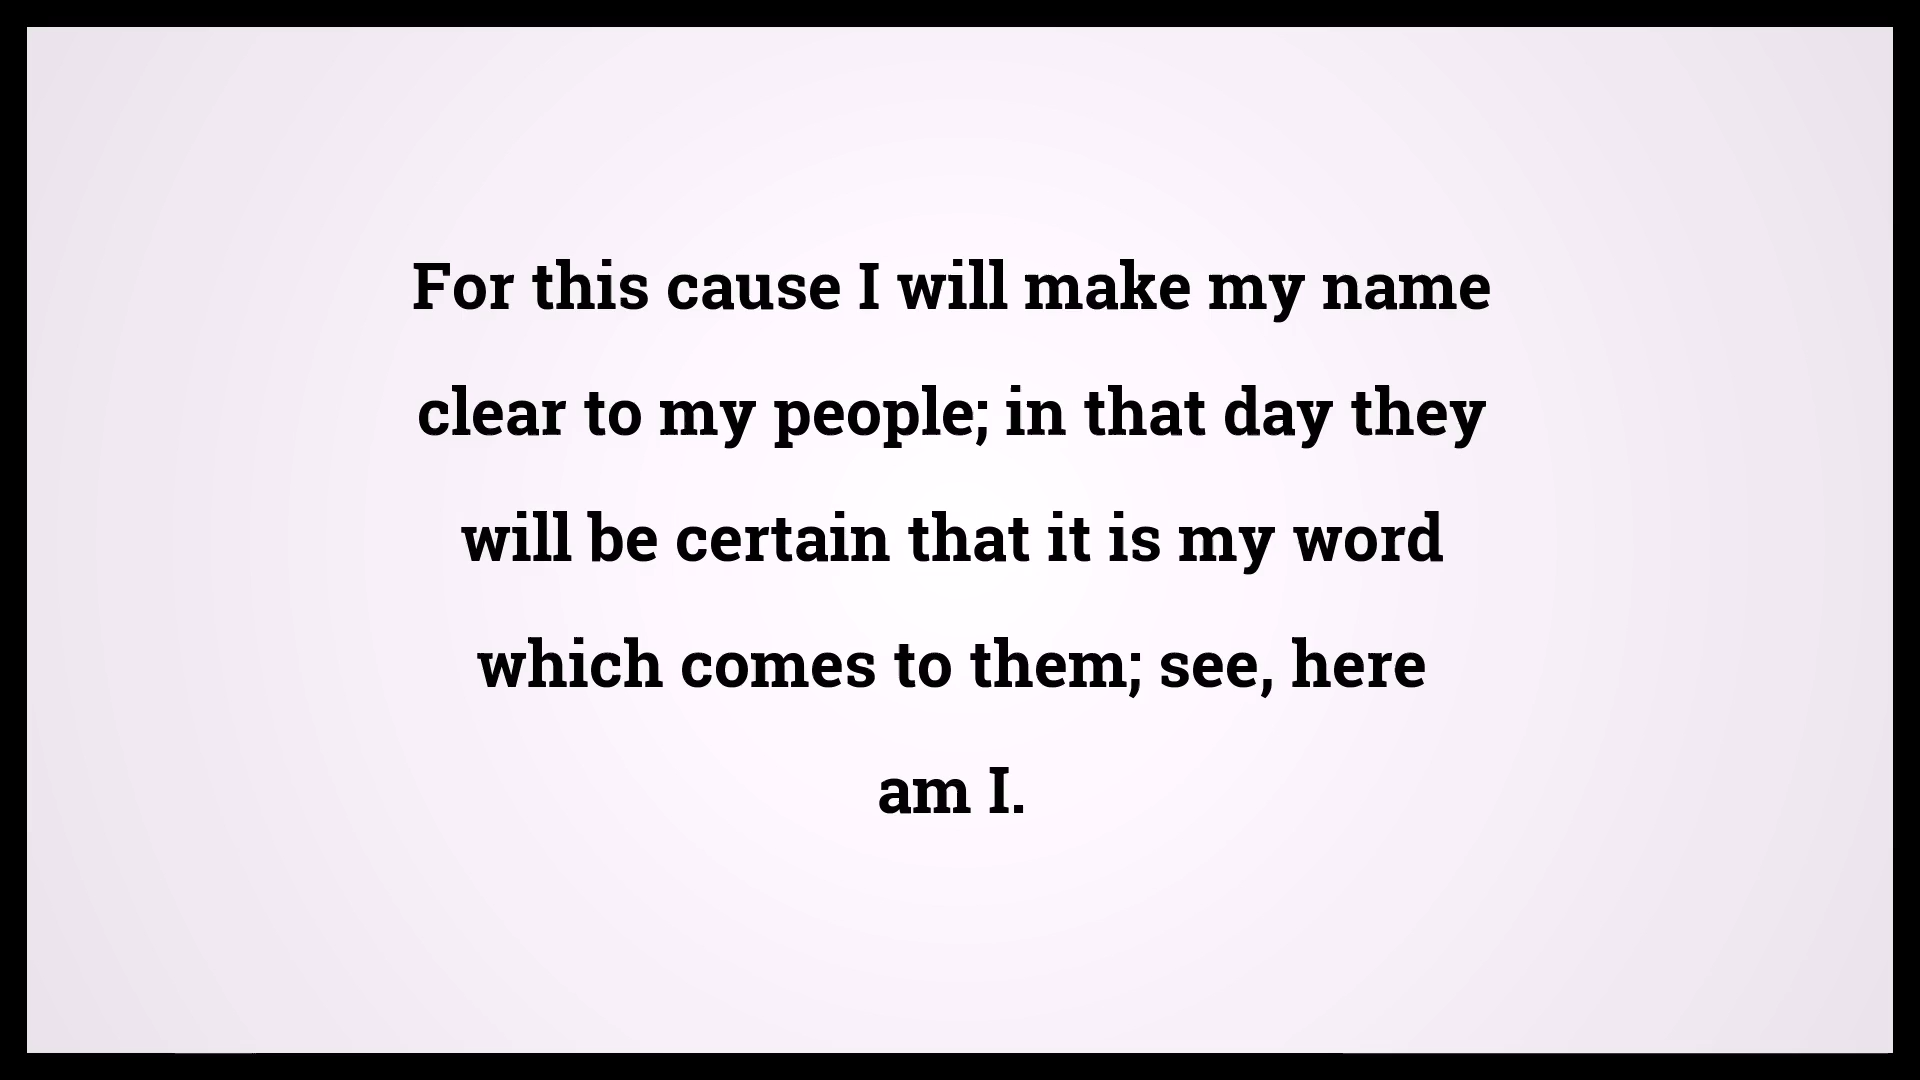 For this cause I will make my name
clear to my people; in that day they
will be certain that it is my word
which comes to them; see, here
am I.